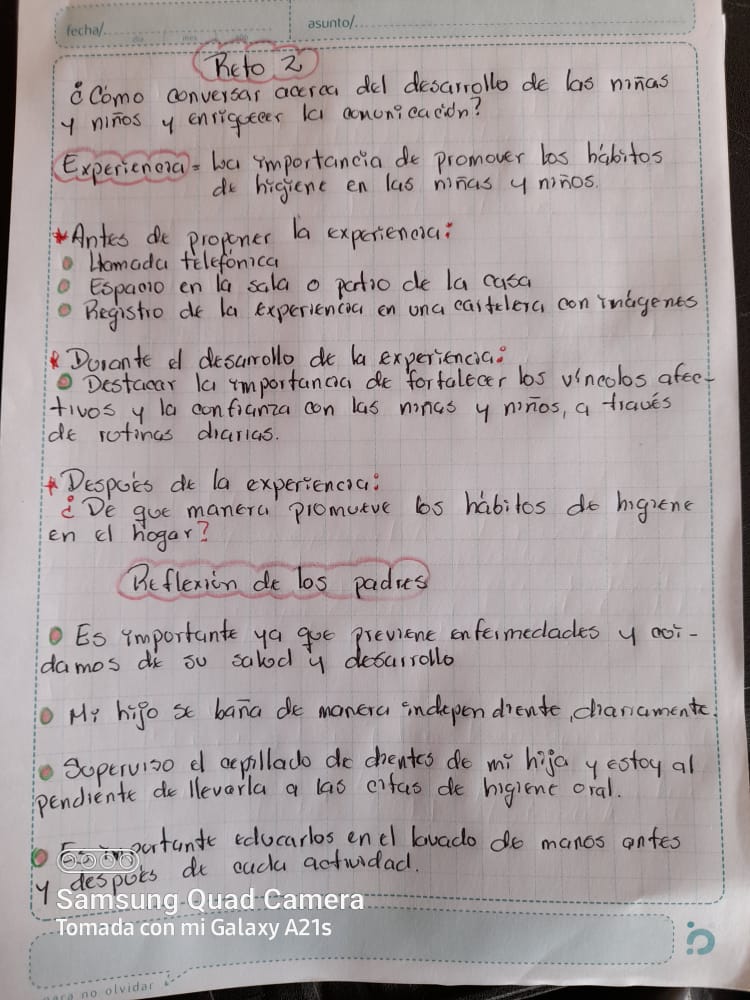 fecha/
asunto/
Reto 2
¿Cómo conversar acerca del desarrollo de las niñas
y niños y enriquecer la comunicación?
Experiencia = La importancia de promover los hábitos
de higiene en las niñas y niños.
* Antes de proponer la experiencia:
• Llamada telefónica
• Espacio en la sala o patio de la casa
• Registro de la experiencia en una cartelera con imágenes
* Durante el desarrollo de la experiencia:
• Destacar la importancia de fortalecer los vínculos afec-
tivos y la confianza con las niñas y niños, a través
de rutinas diarias.
* Después de la experiencia:
¿De que manera promueve los hábitos de higiene
en el hogar?
Reflexión de los padres
• Es importante ya que previene enfermedades y cui-
damos de su salud y desarrollo
• Mi hijo se baña de manera independiente, diariamente.
• Superviso el cepillado de dientes de mi hija y estoy al
pendiente de llevarla a las citas de higiene oral.
• Es importante educarlos en el lavado de manos antes
y después de cada actividad.
Samsung Quad Camera
Tomada con mi Galaxy A21s
para no olvidar